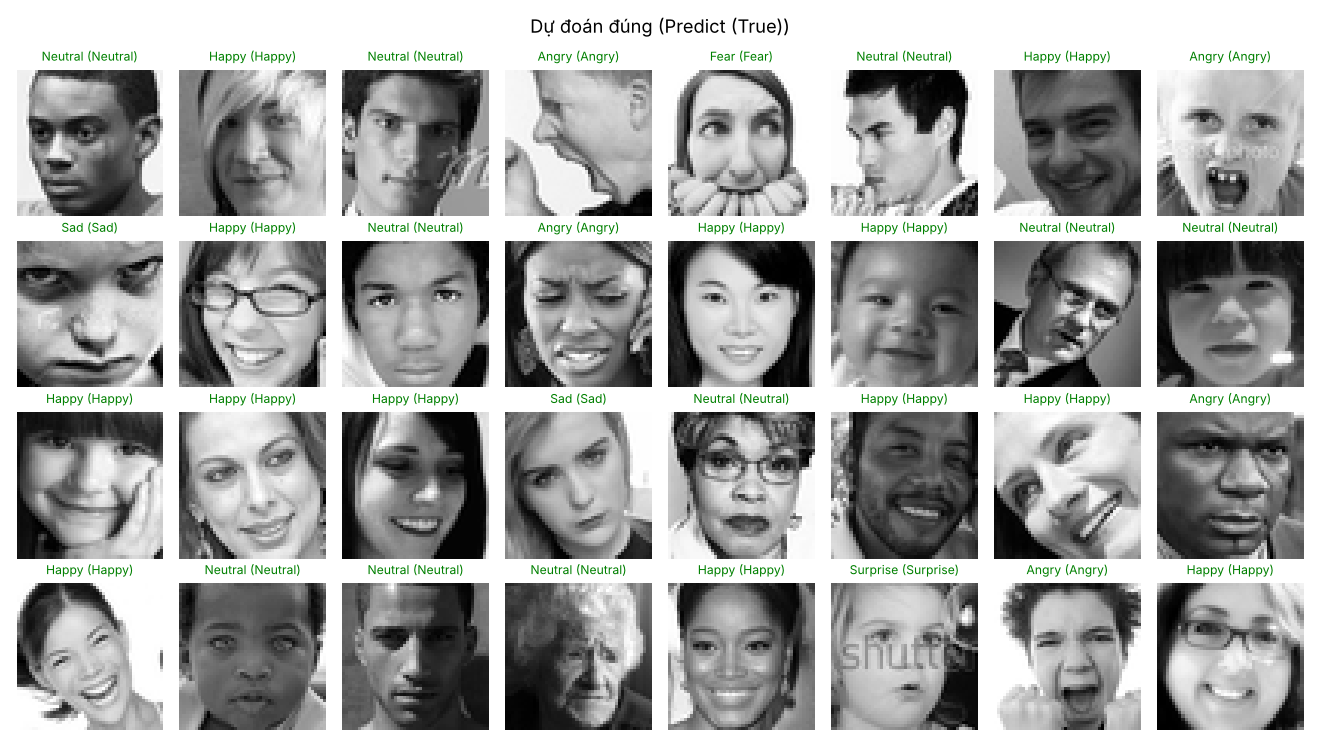 Dự đoán đúng (Predict (True))
Neutral (Neutral) Happy (Happy) Neutral (Neutral) Angry (Angry) Fear (Fear) Neutral (Neutral) Happy (Happy) Angry (Angry)
Sad (Sad) Happy (Happy) Neutral (Neutral) Angry (Angry) Happy (Happy) Happy (Happy) Neutral (Neutral) Neutral (Neutral)
Happy (Happy) Happy (Happy) Happy (Happy) Sad (Sad) Neutral (Neutral) Happy (Happy) Happy (Happy) Angry (Angry)
Happy (Happy) Neutral (Neutral) Neutral (Neutral) Neutral (Neutral) Happy (Happy) Surprise (Surprise) Angry (Angry) Happy (Happy)
shutte